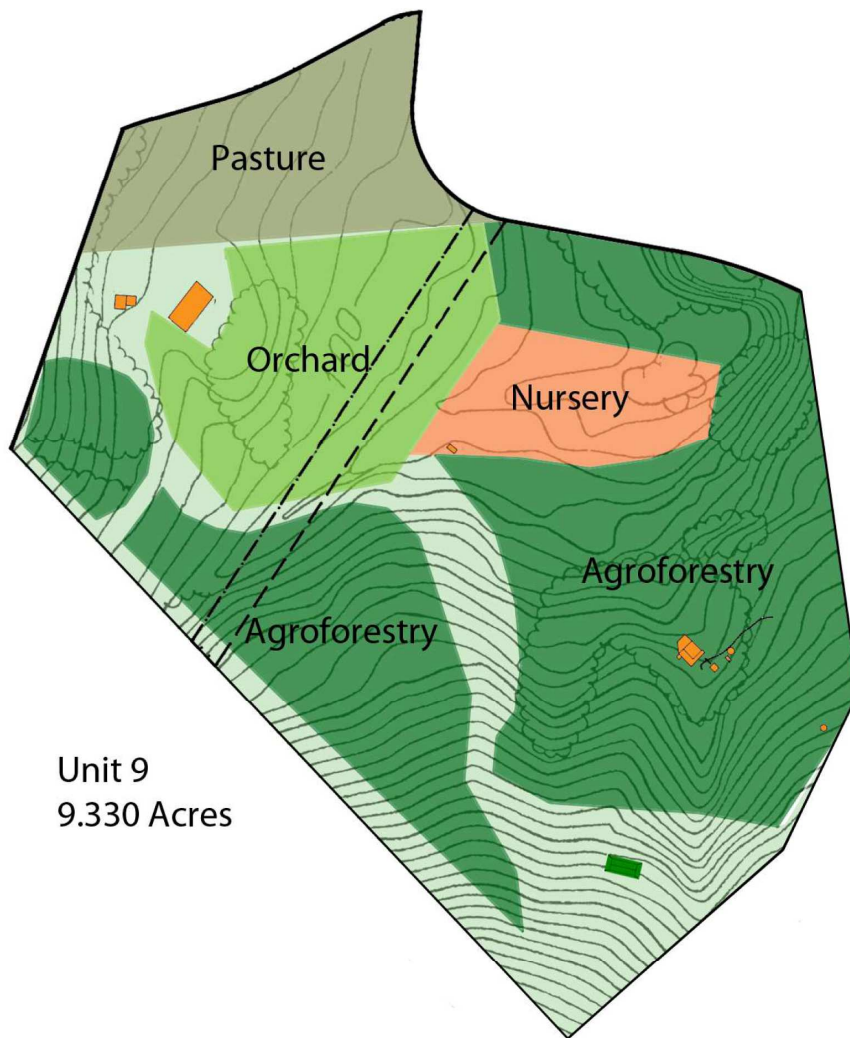 Pasture
Orchard
Nursery
Agroforestry
Agroforestry
Unit 9
9.330 Acres